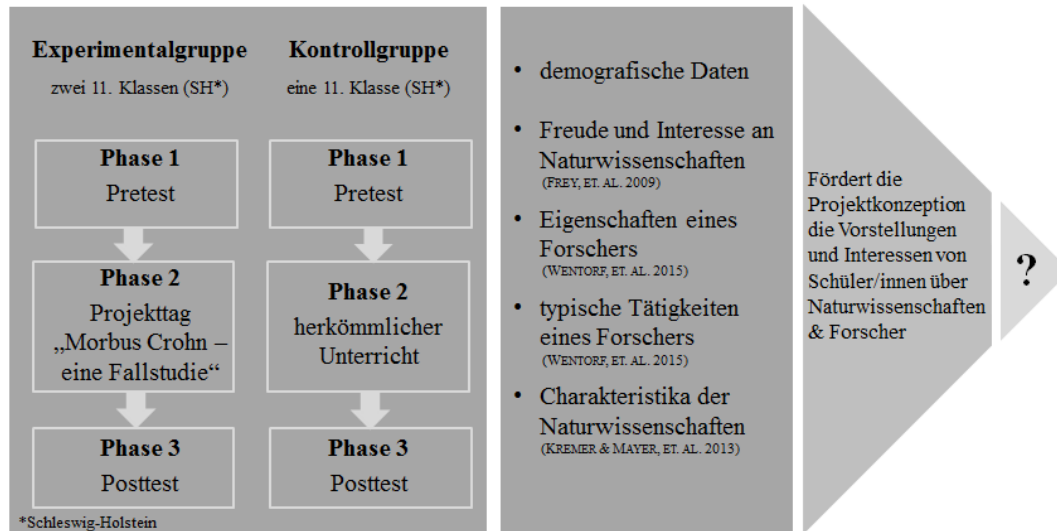 Experimentalgruppe
zwei 11. Klassen (SH*)
Phase 1
Pretest
Phase 2
Projekttag
„Morbus Crohn –
eine Fallstudie“
Phase 3
Posttest
*Schleswig-Holstein
Kontrollgruppe
eine 11. Klasse (SH*)
Phase 1
Pretest
Phase 2
herkömmlicher
Unterricht
Phase 3
Posttest
• demografische Daten
• Freude und Interesse an
Naturwissenschaften
(FREY, ET. AL. 2009)
• Eigenschaften eines
Forschers
(WENTORF, ET. AL. 2015)
• typische Tätigkeiten
eines Forschers
(WENTORF, ET. AL. 2015)
• Charakteristika der
Naturwissenschaften
(KREMER & MAYER, ET. AL. 2013)
Fördert die
Projektkonzeption
die Vorstellungen
und Interessen von
Schüler/innen über
Naturwissenschaften
& Forscher
?